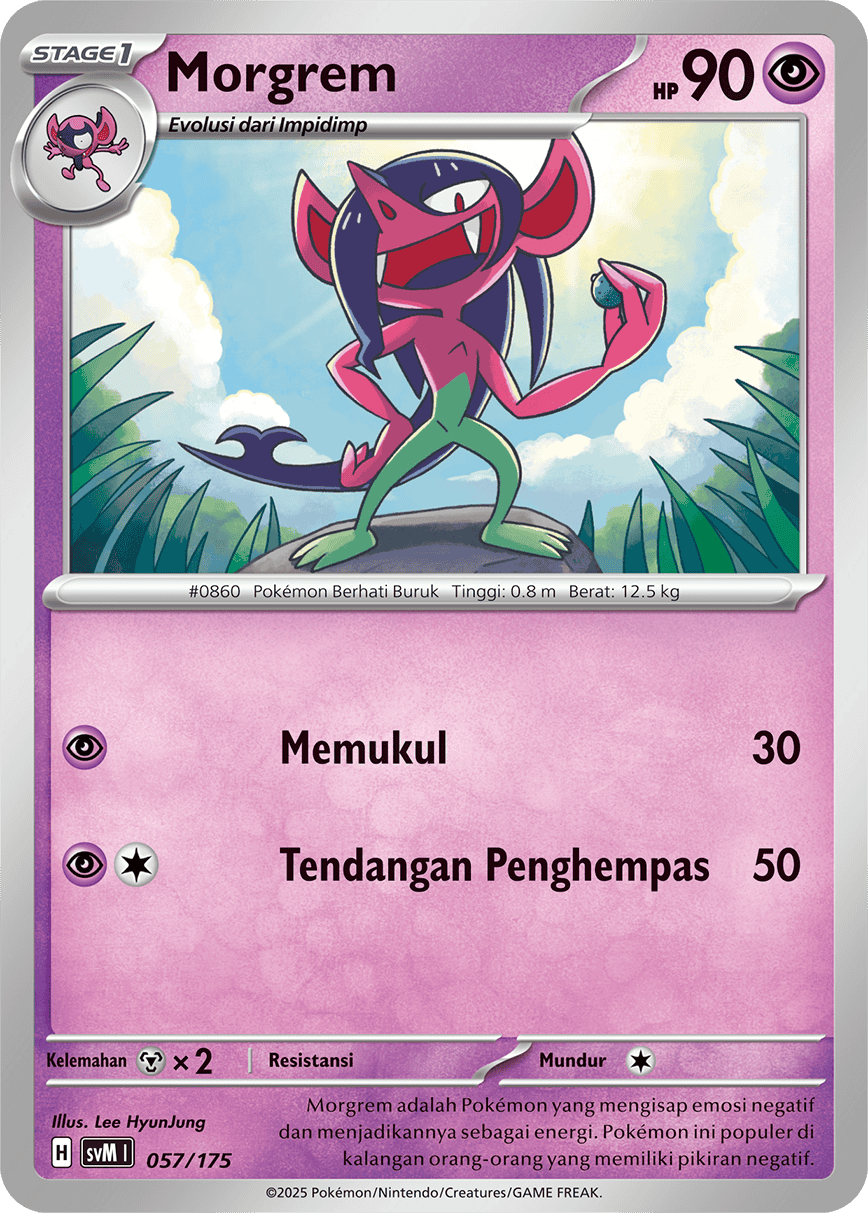 STAGE 1
Morgrem
HP 90
Evolusi dari Impidimp
#0860 Pokémon Berhati Buruk Tinggi: 0.8 m Berat: 12.5 kg
Memukul 30
Tendangan Penghempas 50
Kelemahan × 2 Resistansi Mundur
Illus. Lee HyunJung
H svM I 057/175
Morgrem adalah Pokémon yang mengisap emosi negatif
dan menjadikannya sebagai energi. Pokémon ini populer di
kalangan orang-orang yang memiliki pikiran negatif.
©2025 Pokémon/Nintendo/Creatures/GAME FREAK.